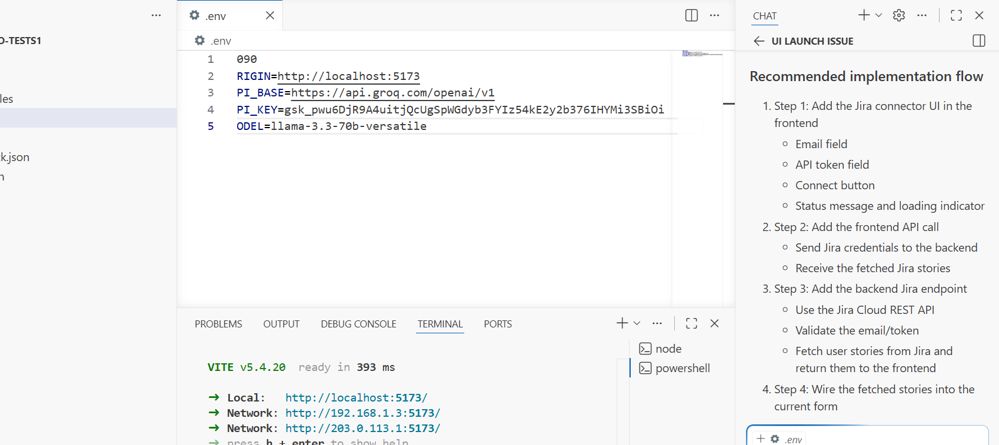 O-TESTS1
les
k.json
n
.env
.env
1 090
2 RIGIN=http://localhost:5173
3 PI_BASE=https://api.groq.com/openai/v1
4 PI_KEY=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
5 ODEL=llama-3.3-70b-versatile
PROBLEMS OUTPUT DEBUG CONSOLE TERMINAL PORTS
VITE v5.4.20 ready in 393 ms
➜ Local: http://localhost:5173/
➜ Network: http://192.168.1.3:5173/
➜ Network: http://203.0.113.1:5173/
➜ press h + enter to show help
node
powershell
CHAT
UI LAUNCH ISSUE
Recommended implementation flow
1. Step 1: Add the Jira connector UI in the
frontend
Email field
API token field
Connect button
Status message and loading indicator
2. Step 2: Add the frontend API call
Send Jira credentials to the backend
Receive the fetched Jira stories
3. Step 3: Add the backend Jira endpoint
Use the Jira Cloud REST API
Validate the email/token
Fetch user stories from Jira and
return them to the frontend
4. Step 4: Wire the fetched stories into the
current form
.env